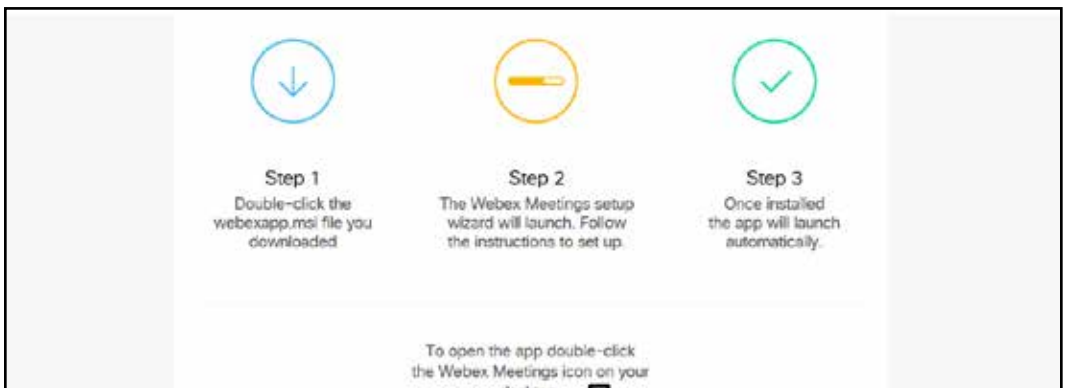 Step 1
Double-click the
webexapp.msi file you
downloaded
Step 2
The Webex Meetings setup
wizard will launch. Follow
the instructions to set up.
Step 3
Once installed
the app will launch
automatically.
To open the app double-click
the Webex Meetings icon on your